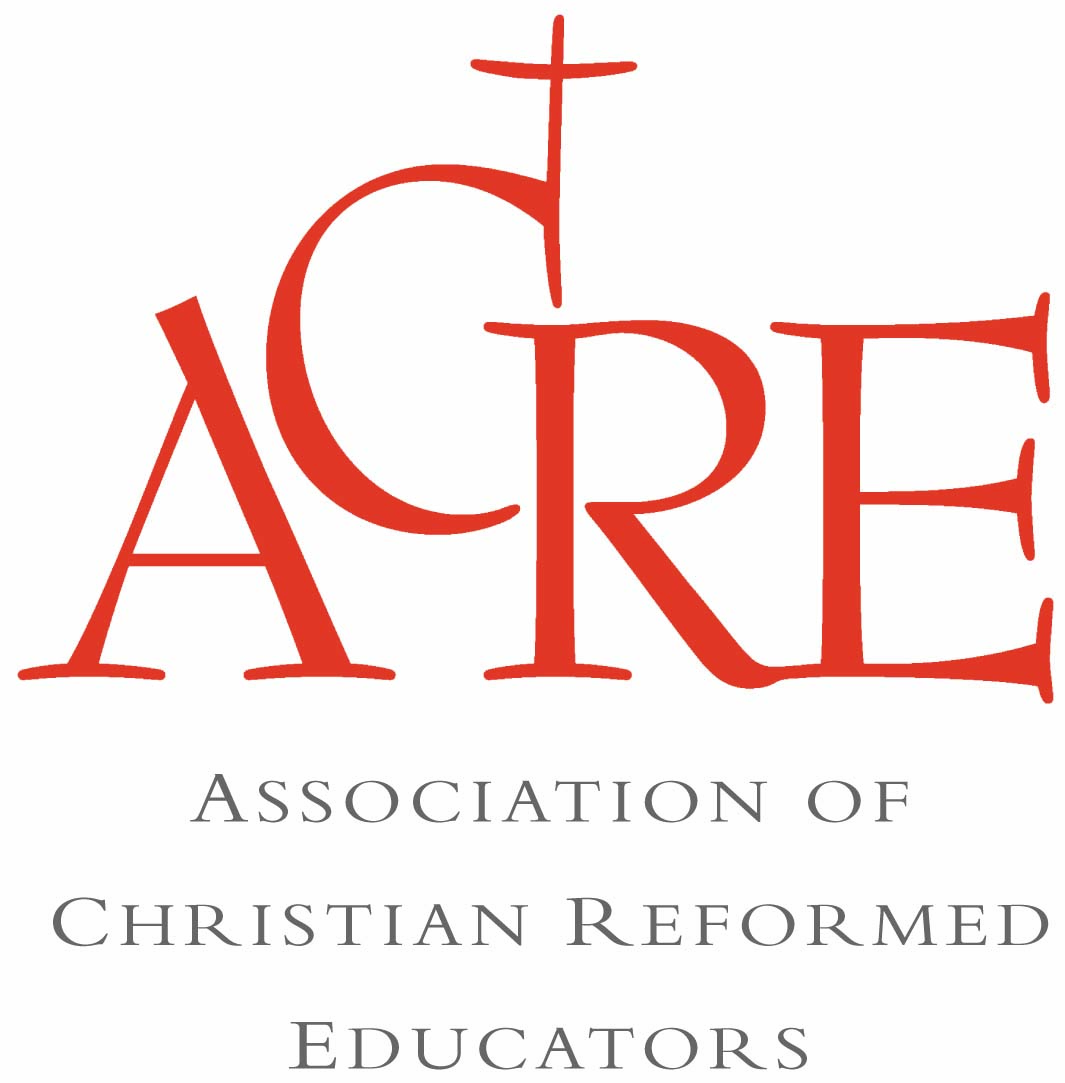 ACRE
ASSOCIATION OF
CHRISTIAN REFORMED
EDUCATORS